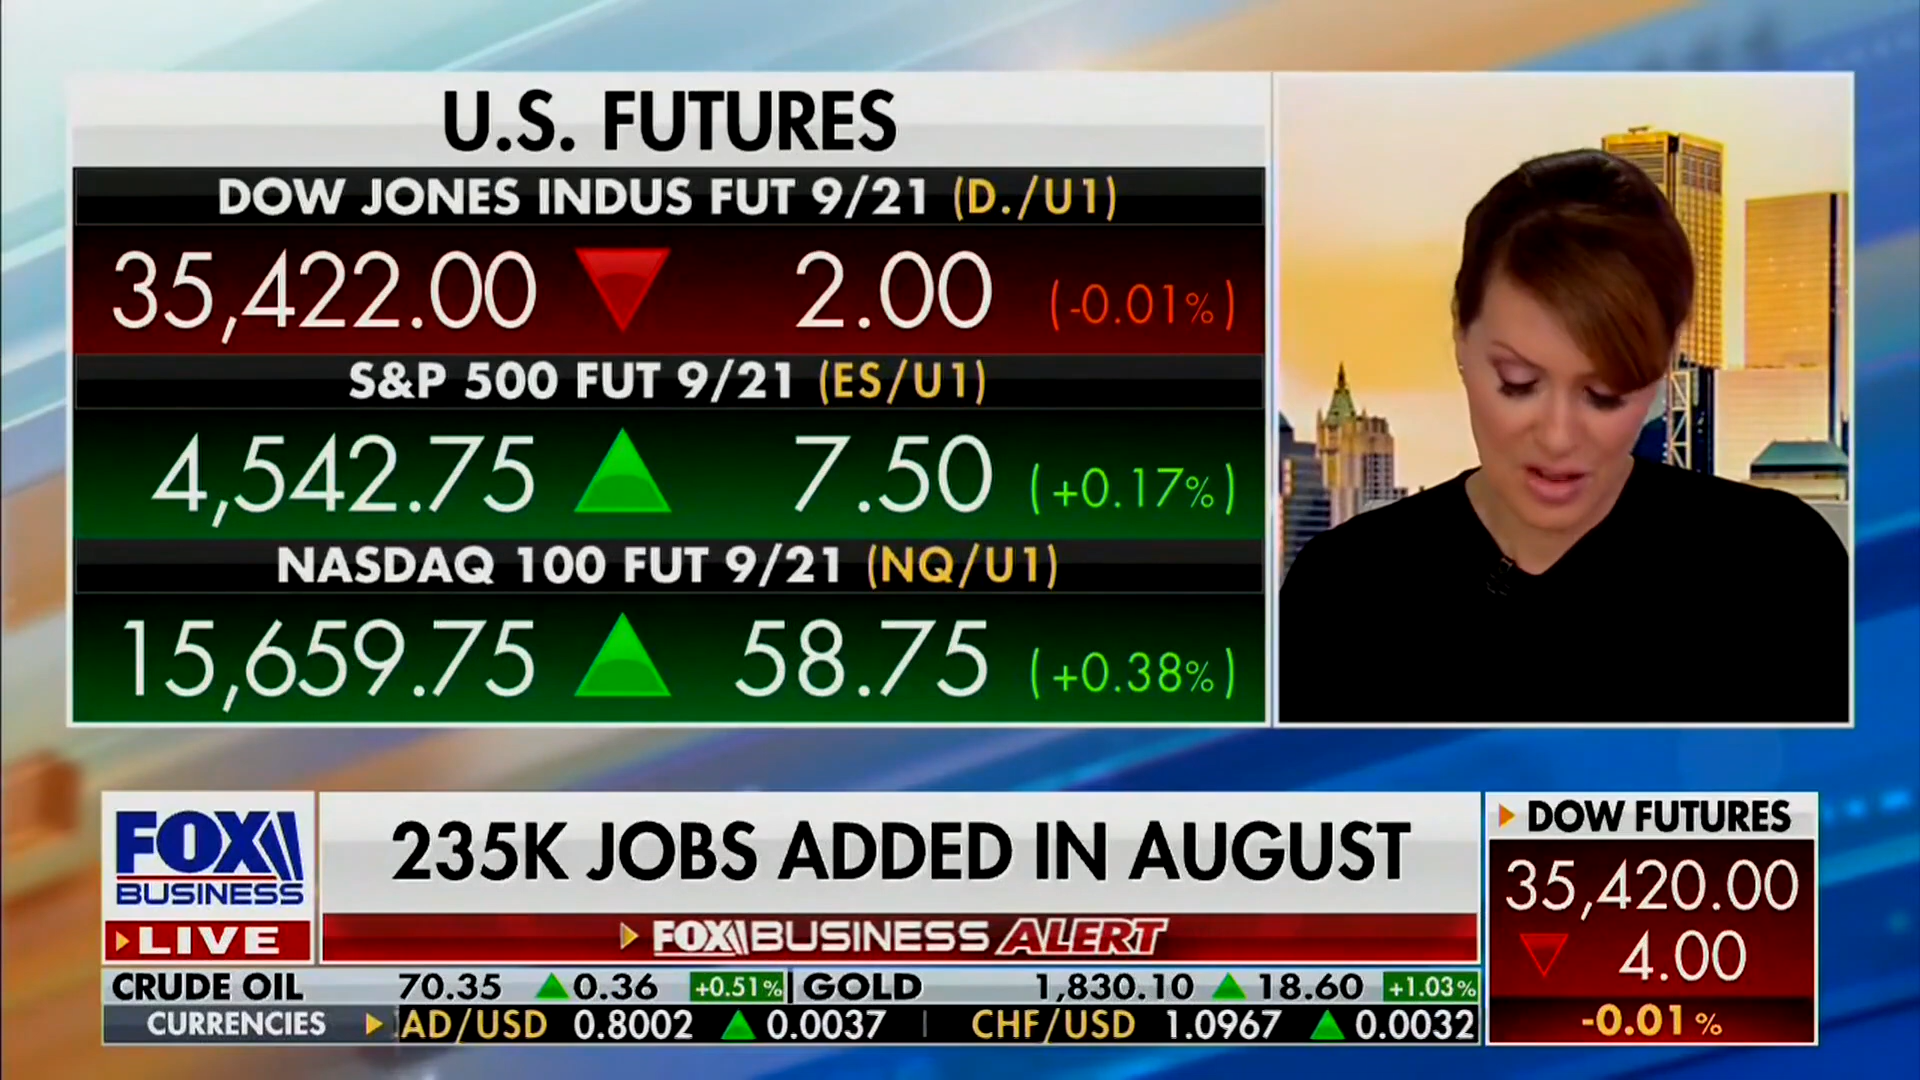 U.S. FUTURES
DOW JONES INDUS FUT 9/21 (D./U1)
35,422.00 ▼ 2.00 (-0.01%)
S&P 500 FUT 9/21 (ES/U1)
4,542.75 ▲ 7.50 (+0.17%)
NASDAQ 100 FUT 9/21 (NQ/U1)
15,659.75 ▲ 58.75 (+0.38%)
FOX
BUSINESS
LIVE
235K JOBS ADDED IN AUGUST
FOX BUSINESS ALERT
DOW FUTURES
35,420.00
▼ 4.00
-0.01%
CRUDE OIL 70.35 ▲ 0.36 +0.51% | GOLD 1,830.10 ▲ 18.60 +1.03%
CURRENCIES AD/USD 0.8002 ▲ 0.0037 | CHF/USD 1.0967 ▲ 0.0032